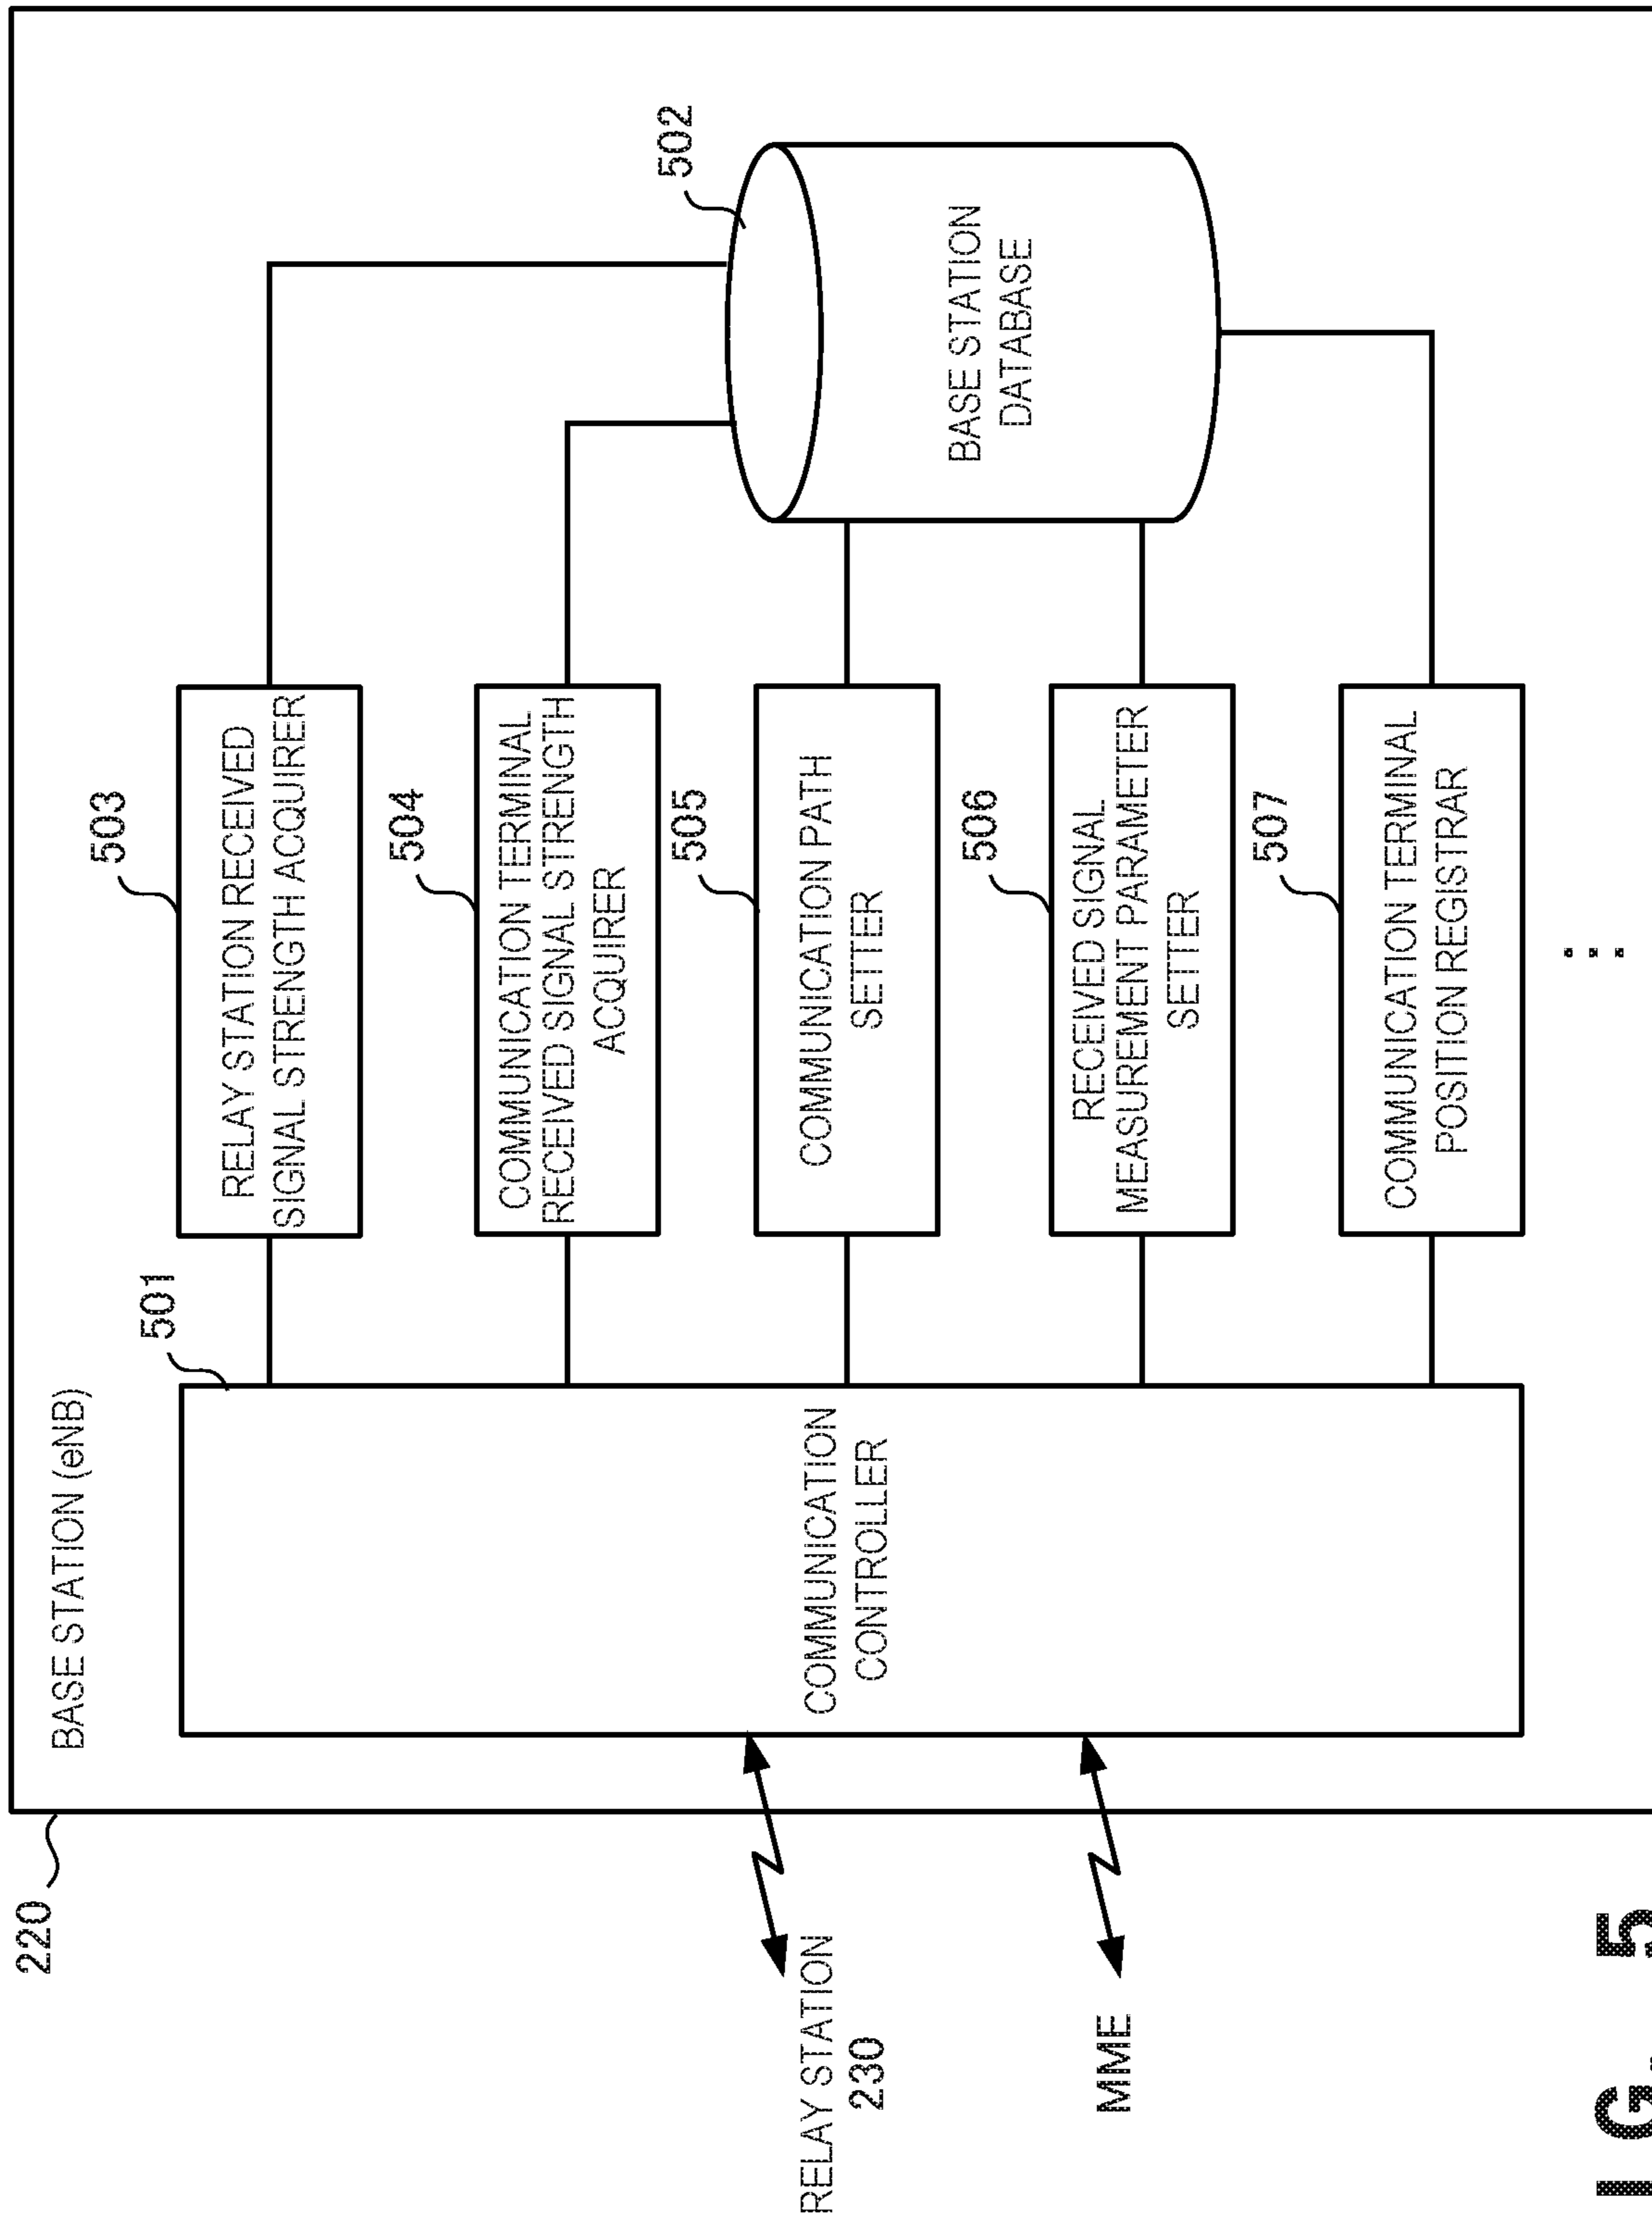 220
BASE STATION (eNB)
501
COMMUNICATION
CONTROLLER
RELAY STATION
230
MME
503
RELAY STATION RECEIVED
SIGNAL STRENGTH ACQUIRER
504
COMMUNICATION TERMINAL
RECEIVED SIGNAL STRENGTH
ACQUIRER
505
COMMUNICATION PATH
SETTER
506
RECEIVED SIGNAL
MEASUREMENT PARAMETER
SETTER
507
COMMUNICATION TERMINAL
POSITION REGISTRAR
...
502
BASE STATION
DATABASE
I G. 5